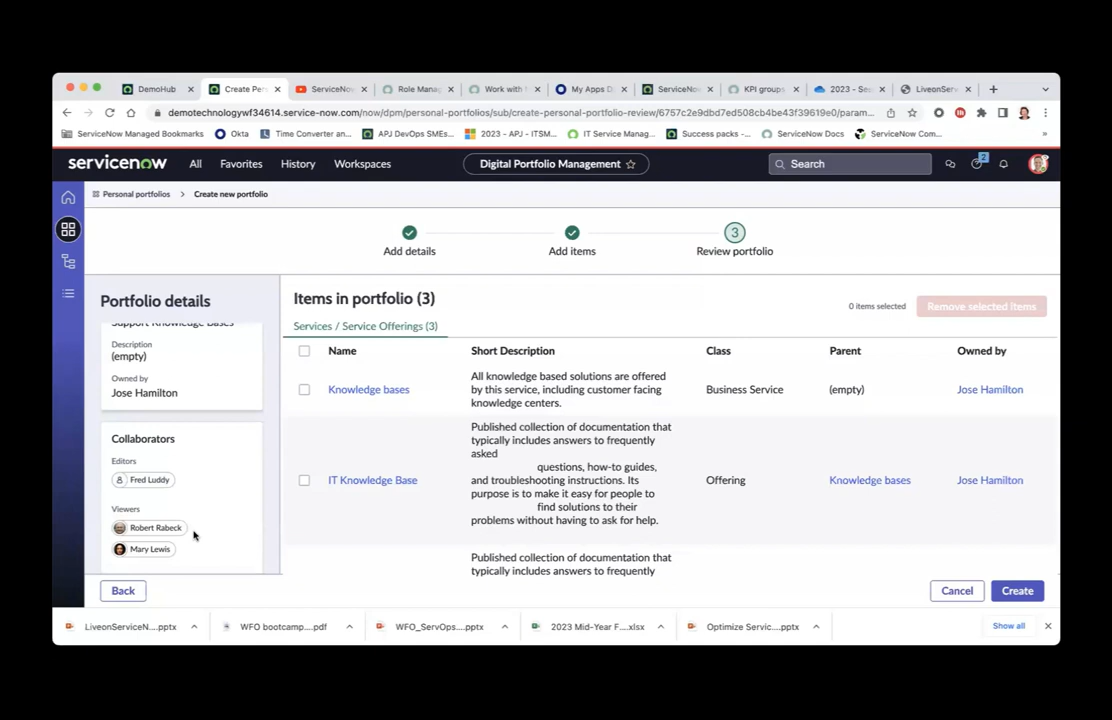 DemoHub
Create Per
ServiceNov
Role Manag
Work with
My Apps D
ServiceNev
KPI groups
2023 - Sec
LiveonServ
demotechnologywf34614.service-now.com/now/dpm/personal-portfolios/sub/create-personal-portfolio-review/6757c2e9dbd7ed508cb4be43f39619e0/param...
ServiceNow Managed Bookmarks
Okta
Time Converter an...
APJ DevOps SMEs...
2023 - APJ - ITSM...
IT Service Manag...
Success packs -...
ServiceNow Docs
ServiceNow Com...
servicenow
All
Favorites
History
Workspaces
Digital Portfolio Management
Search
2
Personal portfolios
Create new portfolio
3
Add details
Add items
Review portfolio
Portfolio details
Support Knowledge Bases
Description
(empty)
Owned by
Jose Hamilton
Collaborators
Editors
Fred Luddy
Viewers
Robert Rabeck
Mary Lewis
Items in portfolio (3)
0 items selected
Remove selected items
Services / Service Offerings (3)
Name
Short Description
Class
Parent
Owned by
Knowledge bases
All knowledge based solutions are offered
by this service, including customer facing
knowledge centers.
Business Service
(empty)
Jose Hamilton
IT Knowledge Base
Published collection of documentation that
typically includes answers to frequently
asked
questions, how-to guides,
and troubleshooting instructions. Its
purpose is to make it easy for people to
find solutions to their
problems without having to ask for help.
Offering
Knowledge bases
Jose Hamilton
Published collection of documentation that
typically includes answers to frequently
Back
Cancel
Create
LiveonServiceN....pptx
WFO bootcamp....pdf
WFO_ServOps....pptx
2023 Mid-Year F....xlsx
Optimize Servic....pptx
Show all